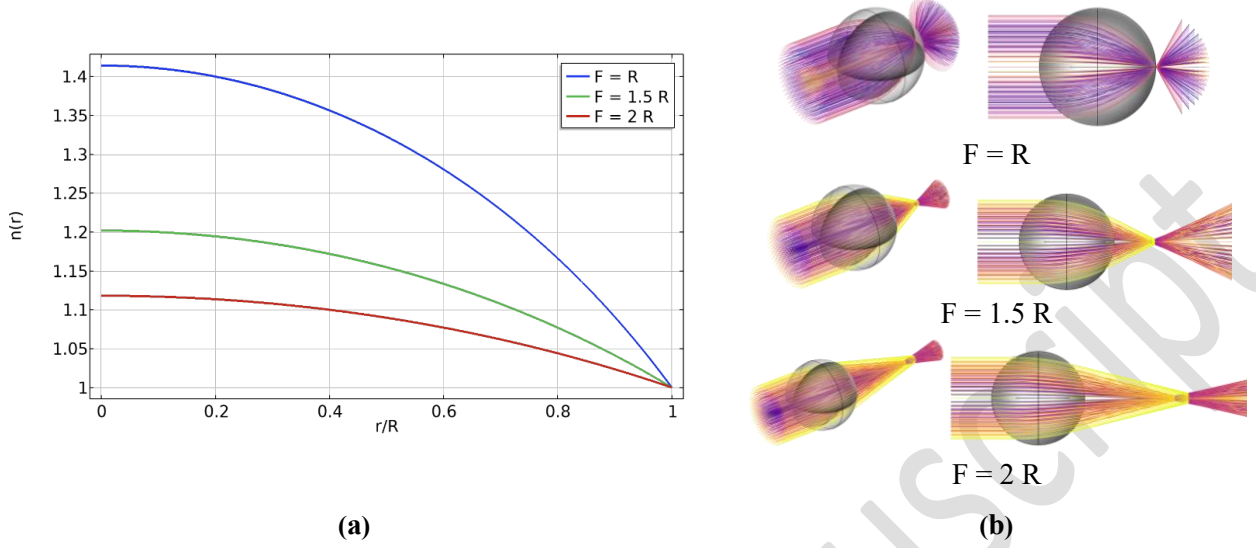 1.4
1.35
1.3
1.25
1.2
1.15
1.1
1.05
1
n(r)
0
0.2
0.4
0.6
0.8
1
r/R
F = R
F = 1.5 R
F = 2 R
(a)
F = R
F = 1.5 R
F = 2 R
(b)
uscript